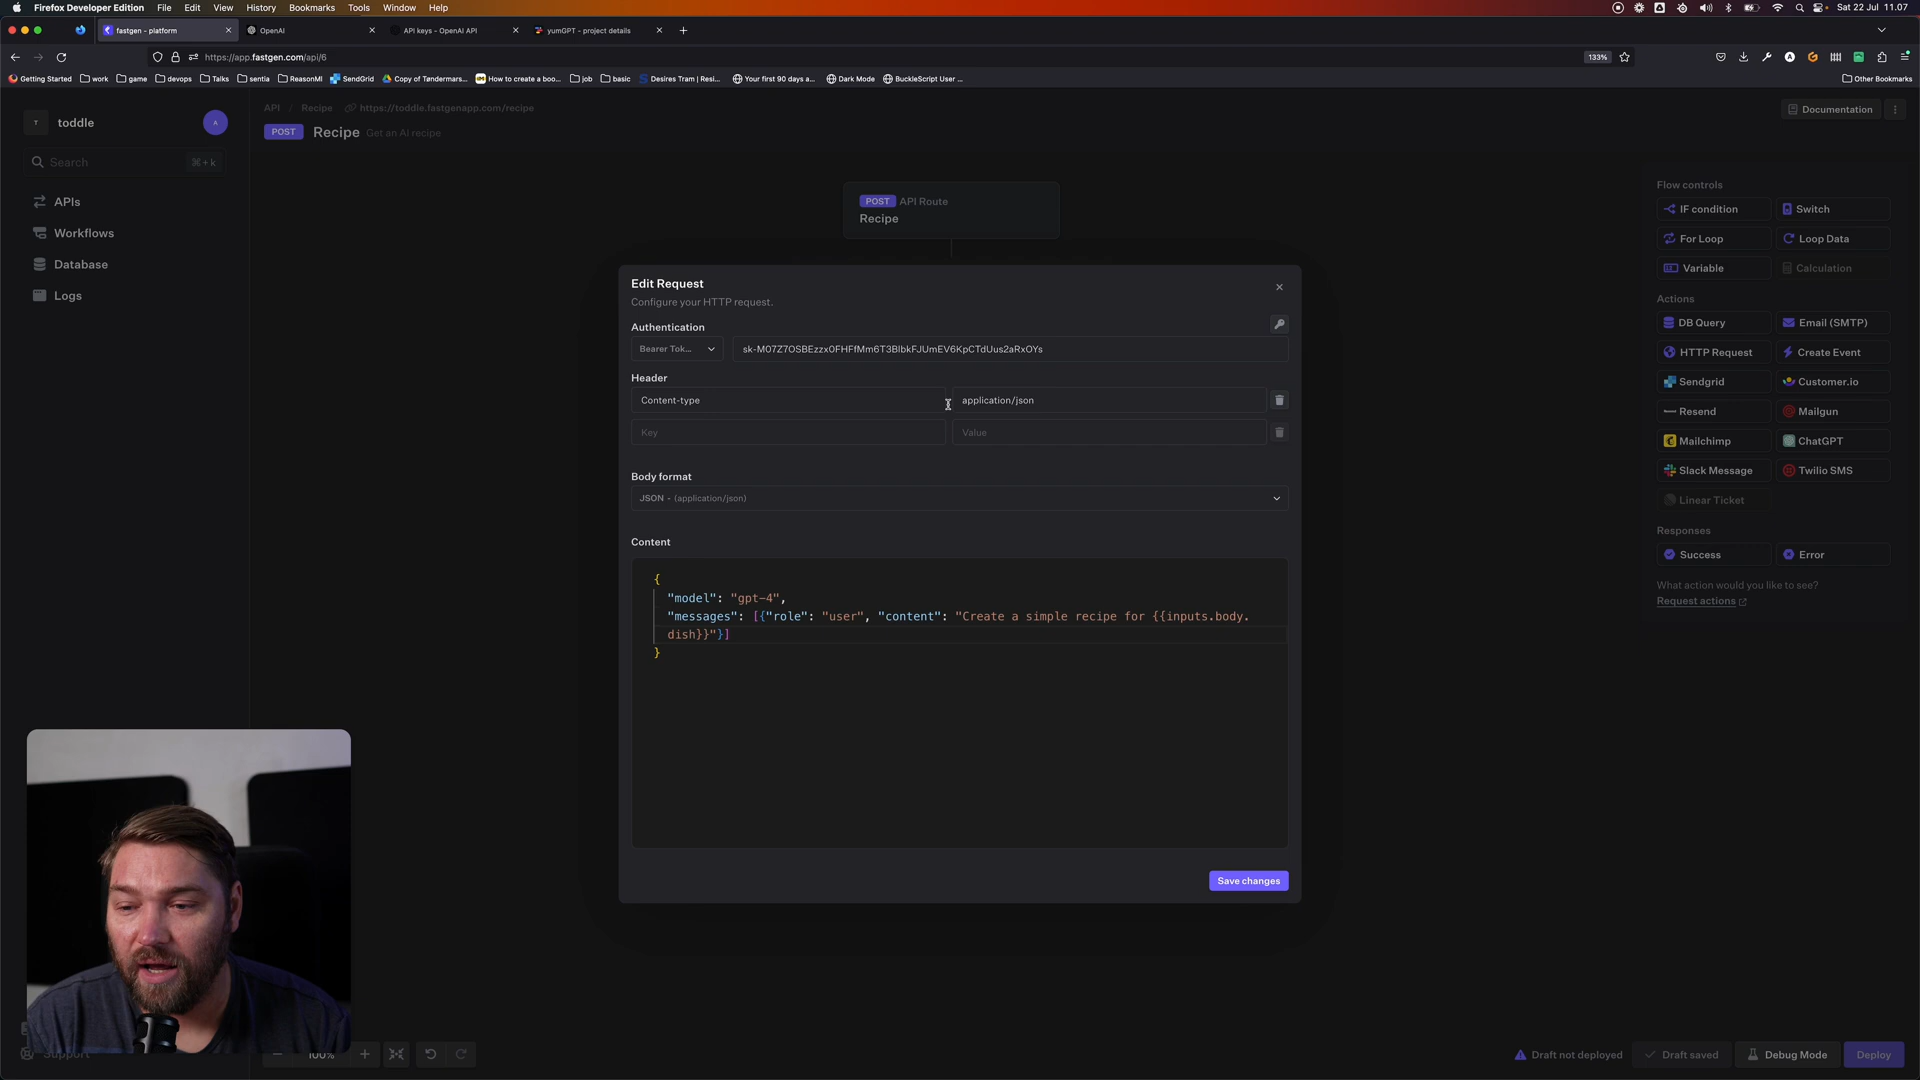 Firefox Developer Edition File Edit View History Bookmarks Tools Window Help Sat 22 Jul 11.07
fastgen - platform OpenAI API keys - OpenAI API yumGPT - project details
https://app.fastgen.com/api/6 133%
Getting Started work game devops Talks sentia ReasonMl SendGrid Copy of Tøndermars... How to create a boo... job basic Desires Tram | Resi... Your first 90 days a... Dark Mode BuckleScript User ... Other Bookmarks
T toddle A
Search ⌘+k
APIs
Workflows
Database
Logs
Support
API / Recipe https://toddle.fastgenapp.com/recipe
POST Recipe Get an AI recipe
Documentation
POST API Route
Recipe
Edit Request
Configure your HTTP request.
Authentication
Bearer Tok... 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
Header
Content-type application/json
Key Value
Body format
JSON - (application/json)
Content
{
"model": "gpt-4",
"messages": [{"role": "user", "content": "Create a simple recipe for {{inputs.body.
dish}}"}]
}
Save changes
Flow controls
IF condition Switch
For Loop Loop Data
Variable Calculation
Actions
DB Query Email (SMTP)
HTTP Request Create Event
Sendgrid Customer.io
Resend Mailgun
Mailchimp ChatGPT
Slack Message Twilio SMS
Linear Ticket
Responses
Success Error
What action would you like to see?
Request actions
100%
Draft not deployed Draft saved Debug Mode Deploy